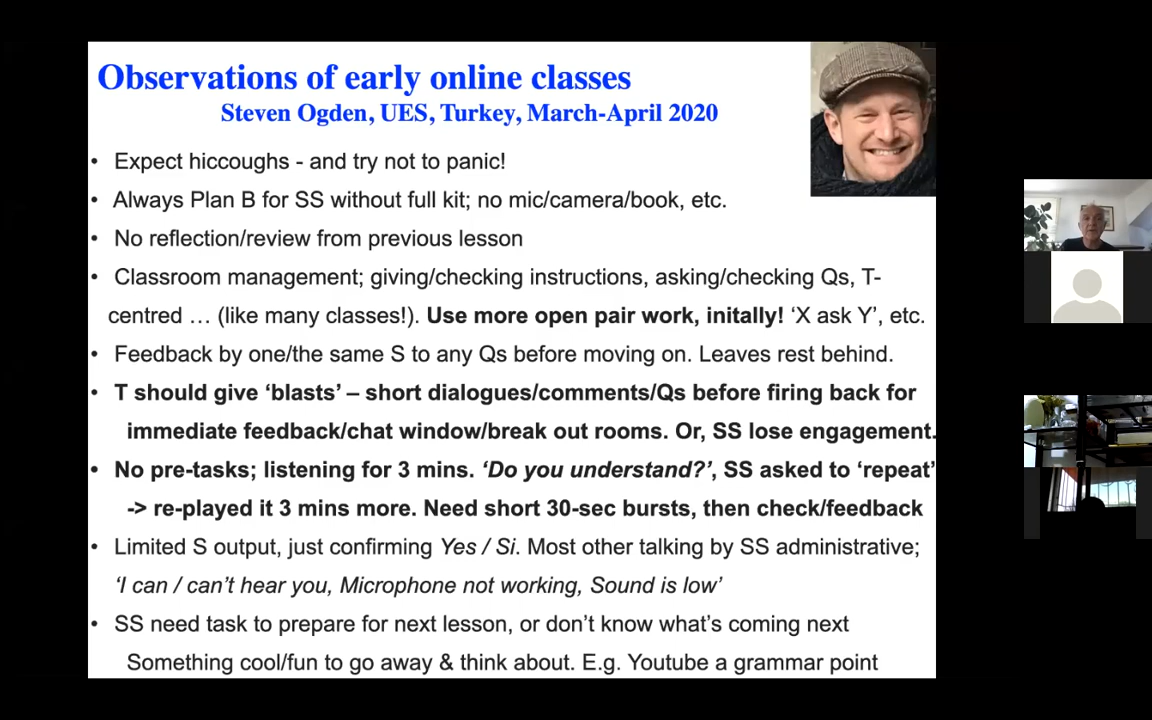 Observations of early online classes
Steven Ogden, UES, Turkey, March-April 2020
• Expect hiccoughs - and try not to panic!
• Always Plan B for SS without full kit; no mic/camera/book, etc.
• No reflection/review from previous lesson
• Classroom management; giving/checking instructions, asking/checking Qs, T-
centred … (like many classes!). Use more open pair work, initally! ‘X ask Y’, etc.
• Feedback by one/the same S to any Qs before moving on. Leaves rest behind.
• T should give ‘blasts’ – short dialogues/comments/Qs before firing back for
immediate feedback/chat window/break out rooms. Or, SS lose engagement.
• No pre-tasks; listening for 3 mins. ‘Do you understand?’, SS asked to ‘repeat’
-> re-played it 3 mins more. Need short 30-sec bursts, then check/feedback
• Limited S output, just confirming Yes / Si. Most other talking by SS administrative;
‘I can / can’t hear you, Microphone not working, Sound is low’
• SS need task to prepare for next lesson, or don’t know what’s coming next
Something cool/fun to go away & think about. E.g. Youtube a grammar point